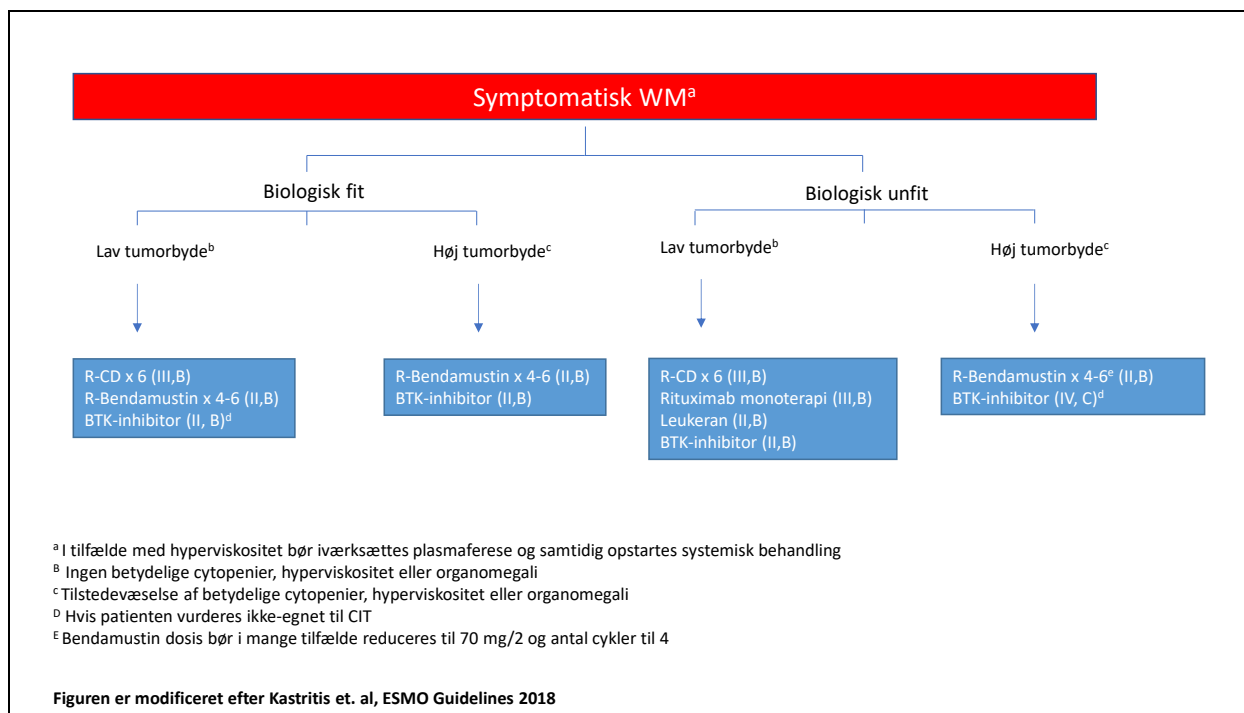 Symptomatisk WMᵃ
Biologisk fit
Biologisk unfit
Lav tumorbydeᵇ
Høj tumorbydeᶜ
Lav tumorbydeᵇ
Høj tumorbydeᶜ
R-CD x 6 (III,B)
R-Bendamustin x 4-6 (II,B)
BTK-inhibitor (II, B)ᵈ
R-Bendamustin x 4-6 (II,B)
BTK-inhibitor (II,B)
R-CD x 6 (III,B)
Rituximab monoterapi (III,B)
Leukeran (II,B)
BTK-inhibitor (II,B)
R-Bendamustin x 4-6ᵉ (II,B)
BTK-inhibitor (IV, C)ᵈ
ᵃ I tilfælde med hyperviskositet bør iværksættes plasmaferese og samtidig opstartes systemisk behandling
ᴮ Ingen betydelige cytopenier, hyperviskositet eller organomegali
ᶜ Tilstedevæselse af betydelige cytopenier, hyperviskositet eller organomegali
ᴰ Hvis patienten vurderes ikke-egnet til CIT
ᴱ Bendamustin dosis bør i mange tilfælde reduceres til 70 mg/2 og antal cykler til 4
Figuren er modificeret efter Kastritis et. al, ESMO Guidelines 2018